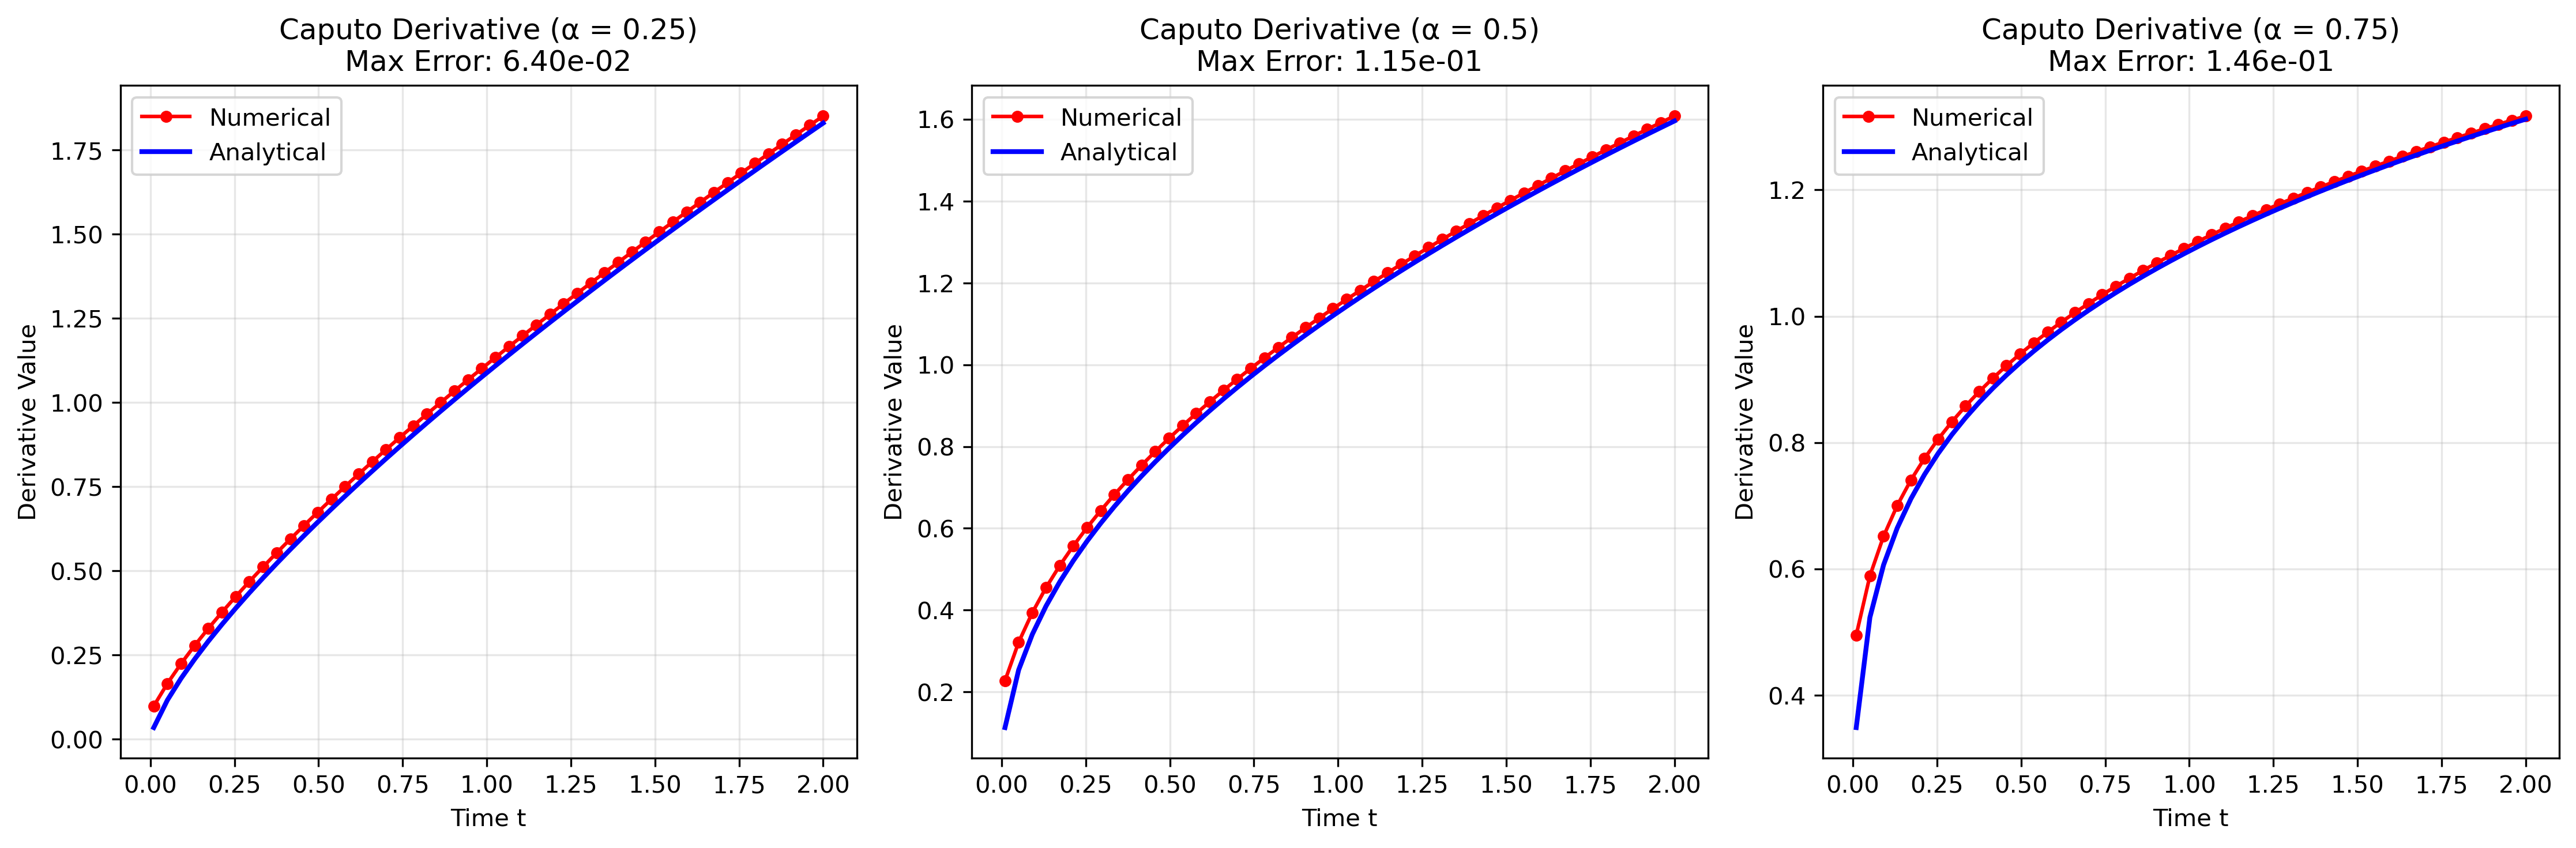 Caputo Derivative (α = 0.25)
Max Error: 6.40e-02
Numerical
Analytical
Derivative Value
1.75
1.50
1.25
1.00
0.75
0.50
0.25
0.00
0.00 0.25 0.50 0.75 1.00 1.25 1.50 1.75 2.00
Time t
Caputo Derivative (α = 0.5)
Max Error: 1.15e-01
Numerical
Analytical
Derivative Value
1.6
1.4
1.2
1.0
0.8
0.6
0.4
0.2
0.00 0.25 0.50 0.75 1.00 1.25 1.50 1.75 2.00
Time t
Caputo Derivative (α = 0.75)
Max Error: 1.46e-01
Numerical
Analytical
Derivative Value
1.2
1.0
0.8
0.6
0.4
0.00 0.25 0.50 0.75 1.00 1.25 1.50 1.75 2.00
Time t